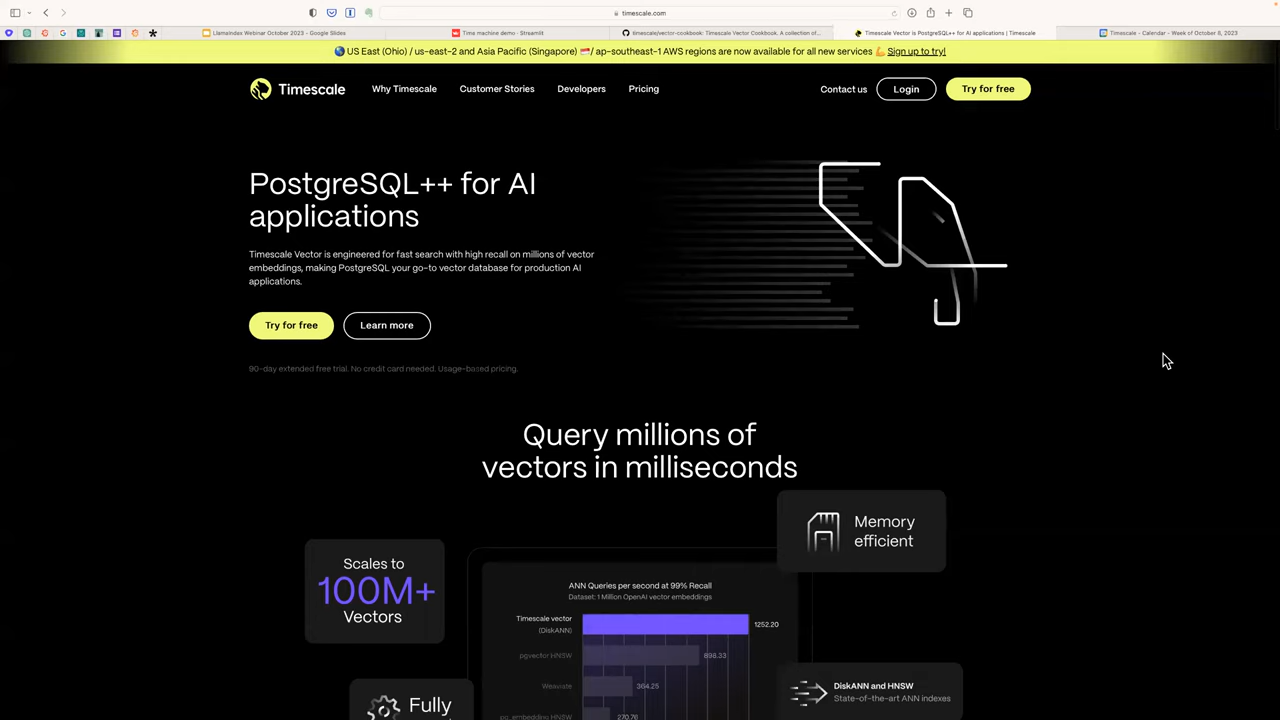 timescale.com
LlamaIndex Webinar October 2023 - Google Slides
Time machine demo · Streamlit
timescale/vector-cookbook: Timescale Vector Cookbook. A collection of...
Timescale Vector is PostgreSQL++ for AI applications | Timescale
Timescale - Calendar - Week of October 8, 2023
🌎 US East (Ohio) / us-east-2 and Asia Pacific (Singapore) 🇸🇬/ ap-southeast-1 AWS regions are now available for all new services 💪 Sign up to try!
Timescale
Why Timescale
Customer Stories
Developers
Pricing
Contact us
Login
Try for free
PostgreSQL++ for AI
applications
Timescale Vector is engineered for fast search with high recall on millions of vector
embeddings, making PostgreSQL your go-to vector database for production AI
applications.
Try for free
Learn more
90-day extended free trial. No credit card needed. Usage-based pricing.
Query millions of
vectors in milliseconds
Memory
efficient
Scales to
100M+
Vectors
ANN Queries per second at 99% Recall
Dataset: 1 Million OpenAI vector embeddings
Timescale vector
(DiskANN)
1252.20
pgvector HNSW
898.33
Weaviate
364.25
pg_embedding HNSW
270.76
DiskANN and HNSW
State-of-the-art ANN indexes
Fully